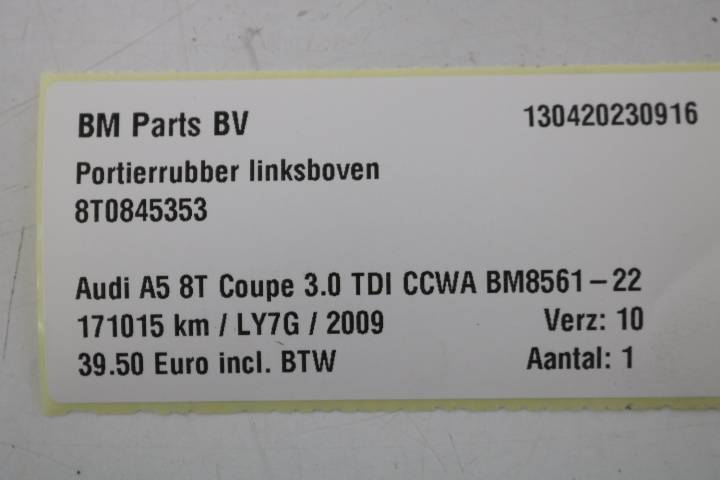 BM Parts BV 130420230916
Portierrubber linksboven
8T0845353
Audi A5 8T Coupe 3.0 TDI CCWA BM8561-22
171015 km / LY7G / 2009 Verz: 10
39.50 Euro incl. BTW Aantal: 1